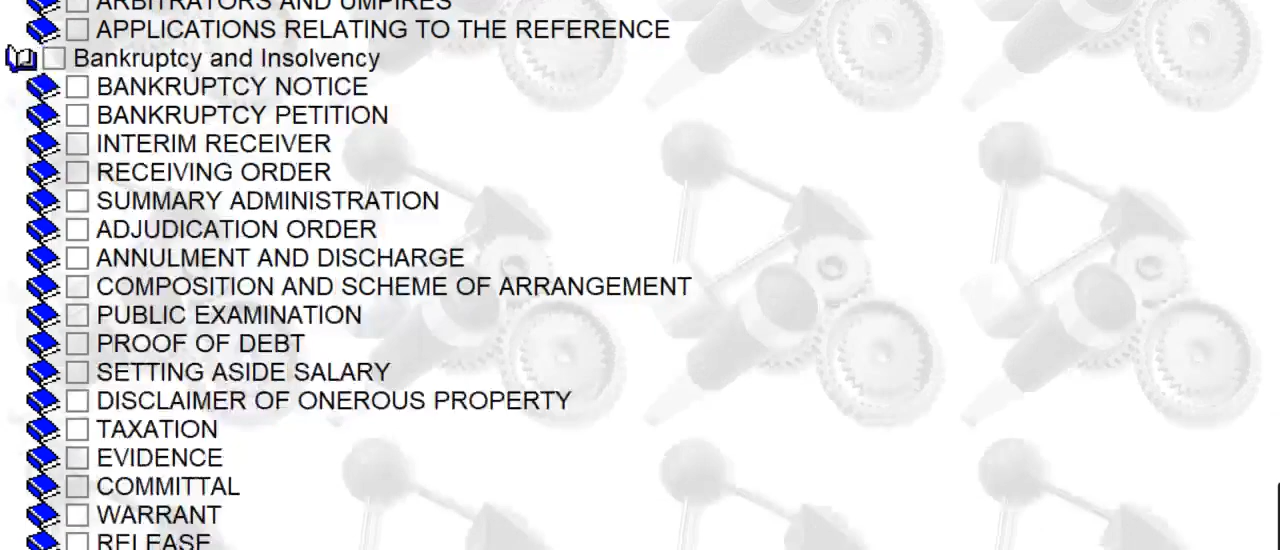 ARBITRATORS AND UMPIRES
APPLICATIONS RELATING TO THE REFERENCE
Bankruptcy and Insolvency
BANKRUPTCY NOTICE
BANKRUPTCY PETITION
INTERIM RECEIVER
RECEIVING ORDER
SUMMARY ADMINISTRATION
ADJUDICATION ORDER
ANNULMENT AND DISCHARGE
COMPOSITION AND SCHEME OF ARRANGEMENT
PUBLIC EXAMINATION
PROOF OF DEBT
SETTING ASIDE SALARY
DISCLAIMER OF ONEROUS PROPERTY
TAXATION
EVIDENCE
COMMITTAL
WARRANT
RELEASE